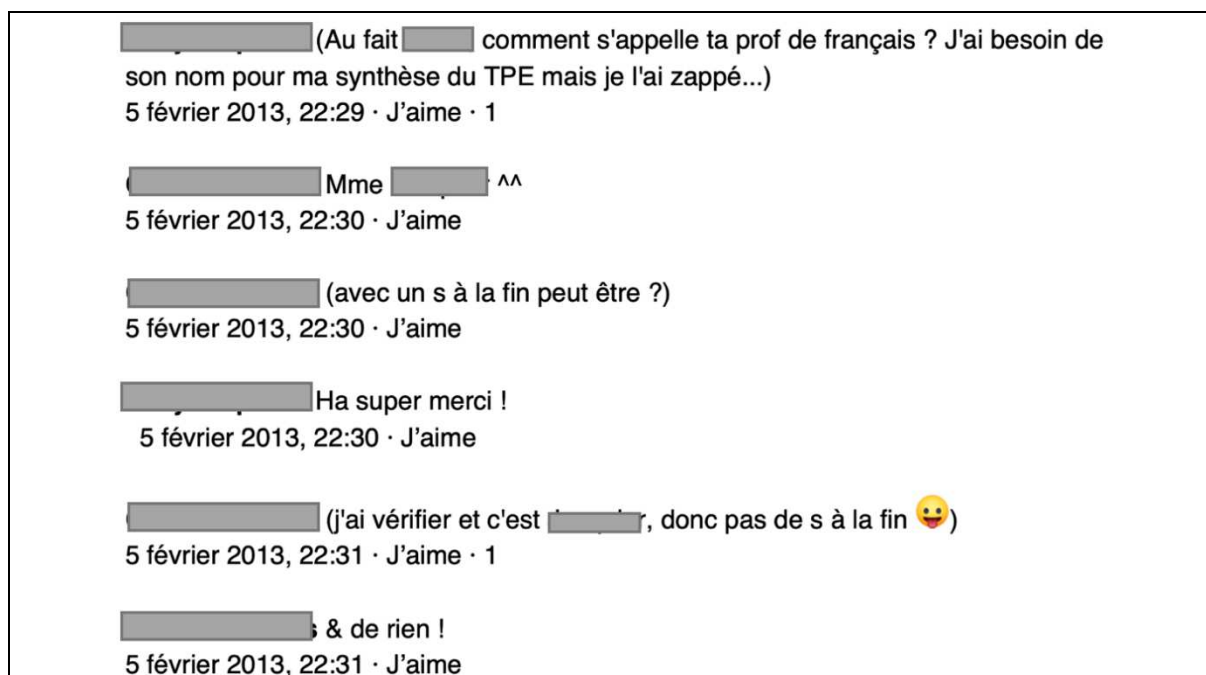 (Au fait comment s'appelle ta prof de français ? J'ai besoin de
son nom pour ma synthèse du TPE mais je l'ai zappé...)
5 février 2013, 22:29 · J'aime · 1
Mme ^^
5 février 2013, 22:30 · J'aime
(avec un s à la fin peut être ?)
5 février 2013, 22:30 · J'aime
Ha super merci !
5 février 2013, 22:30 · J'aime
(j'ai vérifier et c'est , donc pas de s à la fin 😛)
5 février 2013, 22:31 · J'aime · 1
& de rien !
5 février 2013, 22:31 · J'aime